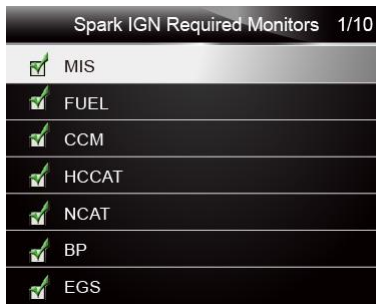 Spark IGN Required Monitors 1/10
MIS
FUEL
CCM
HCCAT
NCAT
BP
EGS